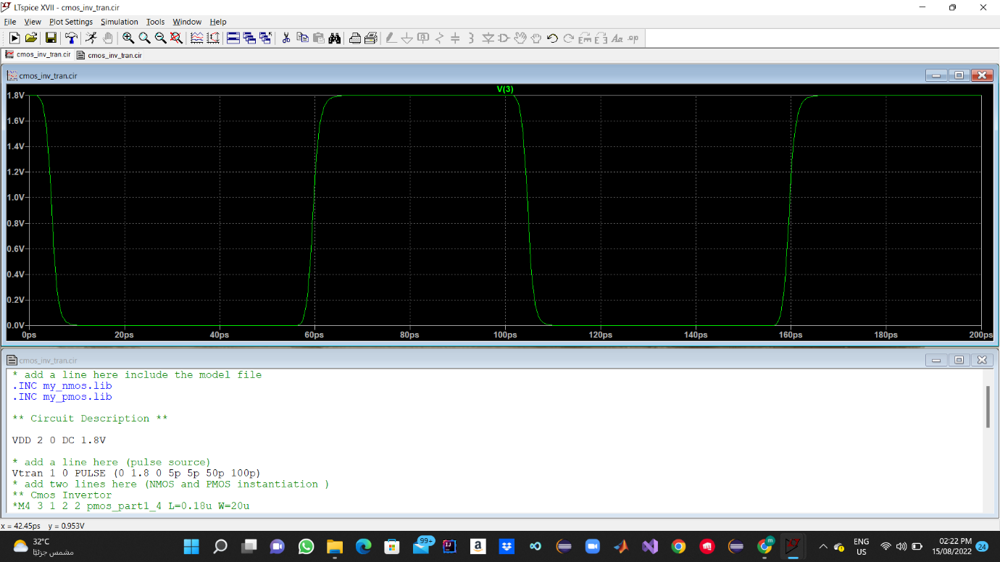 LTspice XVII - cmos_inv_tran.cir
File View Plot Settings Simulation Tools Window Help
cmos_inv_tran.cir cmos_inv_tran.cir
cmos_inv_tran.cir
V(3)
1.8V
1.6V
1.4V
1.2V
1.0V
0.8V
0.6V
0.4V
0.2V
0.0V
0ps 20ps 40ps 60ps 80ps 100ps 120ps 140ps 160ps 180ps 200ps
cmos_inv_tran.cir
* add a line here include the model file
.INC my_nmos.lib
.INC my_pmos.lib
** Circuit Description **
VDD 2 0 DC 1.8V
* add a line here (pulse source)
Vtran 1 0 PULSE (0 1.8 0 5p 5p 50p 100p)
* add two lines here (NMOS and PMOS instantiation )
** Cmos Invertor
*M4 3 1 2 2 pmos_part1_4 L=0.18u W=20u
x = 42.45ps y = 0.953V
32°C
مشمس جزئيًا
99+
ENG
US
02:22 PM
15/08/2022
24